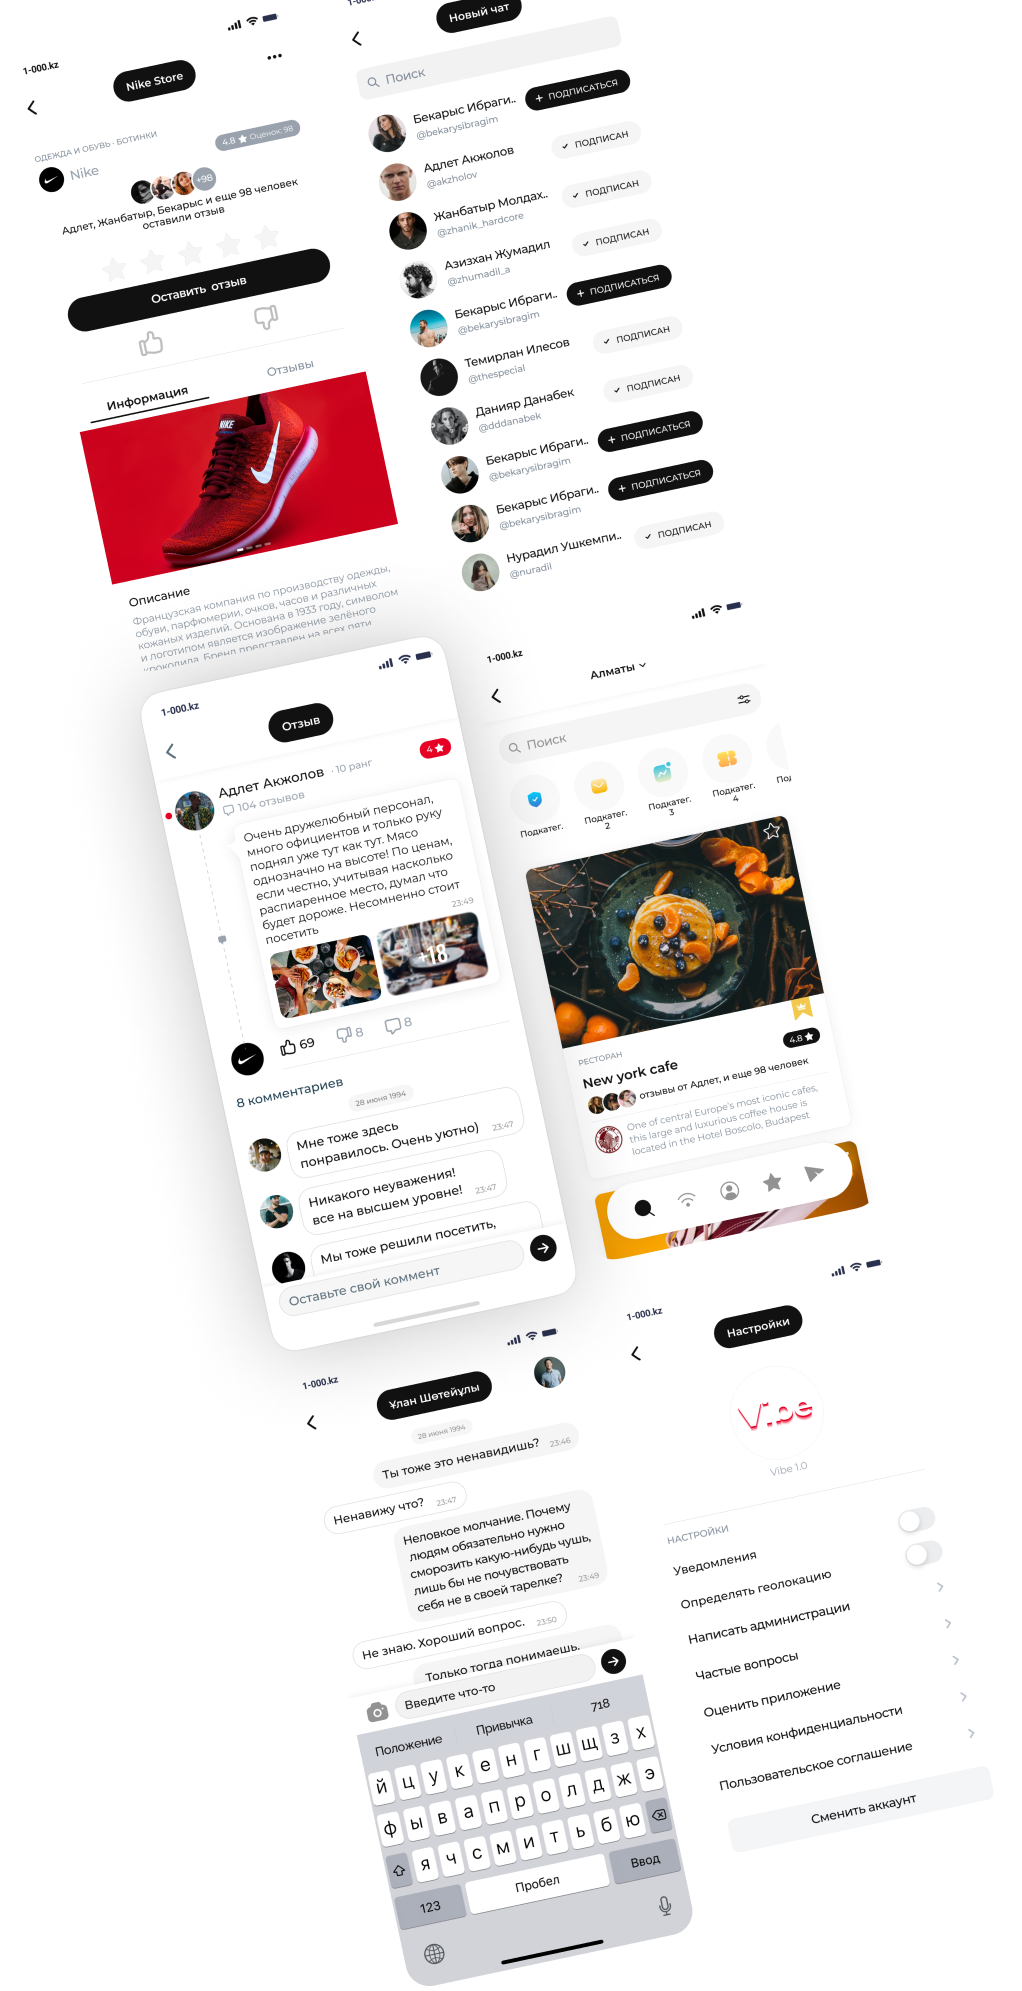 1-000.kz
Nike Store
ОДЕЖДА И ОБУВЬ · БОТИНКИ
4.8 Оценок: 98
Nike
+98
Адлет, Жанбатыр, Бекарыс и еще 98 человек
оставили отзыв
Оставить отзыв
Информация
Отзывы
NIKE
Описание
Французская компания по производству одежды,
обуви, парфюмерии, очков, часов и различных
кожаных изделий. Основана в 1933 году, символом
и логотипом является изображение зелёного
крокодила. Бренд представлен на всех пяти
Новый чат
Поиск
Бекарыс Ибраги..
@bekarysibragim
ПОДПИСАТЬСЯ
Адлет Акжолов
@akzholov
ПОДПИСАН
Жанбатыр Молдах..
@zhanik_hardcore
ПОДПИСАН
Азизхан Жумадил
@zhumadil_a
ПОДПИСАН
Бекарыс Ибраги..
@bekarysibragim
ПОДПИСАТЬСЯ
Темирлан Илесов
@thespecial
ПОДПИСАН
Данияр Данабек
@dddanabek
ПОДПИСАН
Бекарыс Ибраги..
@bekarysibragim
ПОДПИСАТЬСЯ
Бекарыс Ибраги..
@bekarysibragim
ПОДПИСАТЬСЯ
Нурадил Ушкемпи..
@nuradil
ПОДПИСАН
1-000.kz
Отзыв
Адлет Акжолов · 10 ранг
4
104 отзывов
Очень дружелюбный персонал,
много официентов и только руку
поднял уже тут как тут. Мясо
однозначно на высоте! По ценам,
если честно, учитывая насколько
распиаренное место, думал что
будет дороже. Несомненно стоит
посетить
23:49
+18
69
8
8
8 комментариев
28 июня 1994
Мне тоже здесь
понравилось. Очень уютно)
23:47
Никакого неуважения!
все на высшем уровне!
23:47
Мы тоже решили посетить,
Оставьте свой коммент
1-000.kz
Алматы
Поиск
Подкатег.
Подкатег.
2
Подкатег.
3
Подкатег.
4
РЕСТОРАН
4.8
New york cafe
отзывы от Адлет, и еще 98 человек
One of central Europe's most iconic cafes,
this large and luxurious coffee house is
located in the Hotel Boscolo, Budapest
1-000.kz
Ұлан Шөтейұлы
28 июня 1994
Ты тоже это ненавидишь?
23:46
Ненавижу что?
23:47
Неловкое молчание. Почему
людям обязательно нужно
сморозить какую-нибудь чушь,
лишь бы не почувствовать
себя не в своей тарелке?
23:49
Не знаю. Хороший вопрос.
23:50
Только тогда понимаешь,
Введите что-то
Положение
Привычка
718
й ц у к е н г ш щ з х
ф ы в а п р о л д ж э
я ч с м и т ь б ю
123
Пробел
Ввод
1-000.kz
Настройки
Vibe
Vibe 1.0
НАСТРОЙКИ
Уведомления
Определять геолокацию
Написать администрации
Частые вопросы
Оценить приложение
Условия конфиденциальности
Пользовательское соглашение
Сменить аккаунт